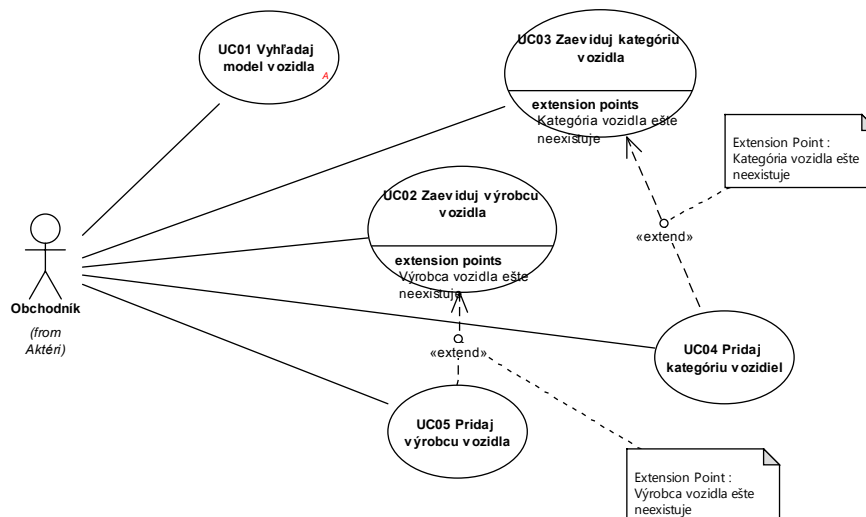 UC01 Vyhľadaj
model vozidla
A
UC03 Zaeviduj kategóriu
vozidla
extension points
Kategória vozidla ešte
neexistuje
Extension Point :
Kategória vozidla ešte
neexistuje
UC02 Zaeviduj výrobcu
vozidla
extension points
Výrobca vozidla ešte
neexistuje
«extend»
Obchodník
(from
Aktéri)
«extend»
UC04 Pridaj
kategóriu vozidiel
UC05 Pridaj
výrobcu vozidla
Extension Point :
Výrobca vozidla ešte
neexistuje